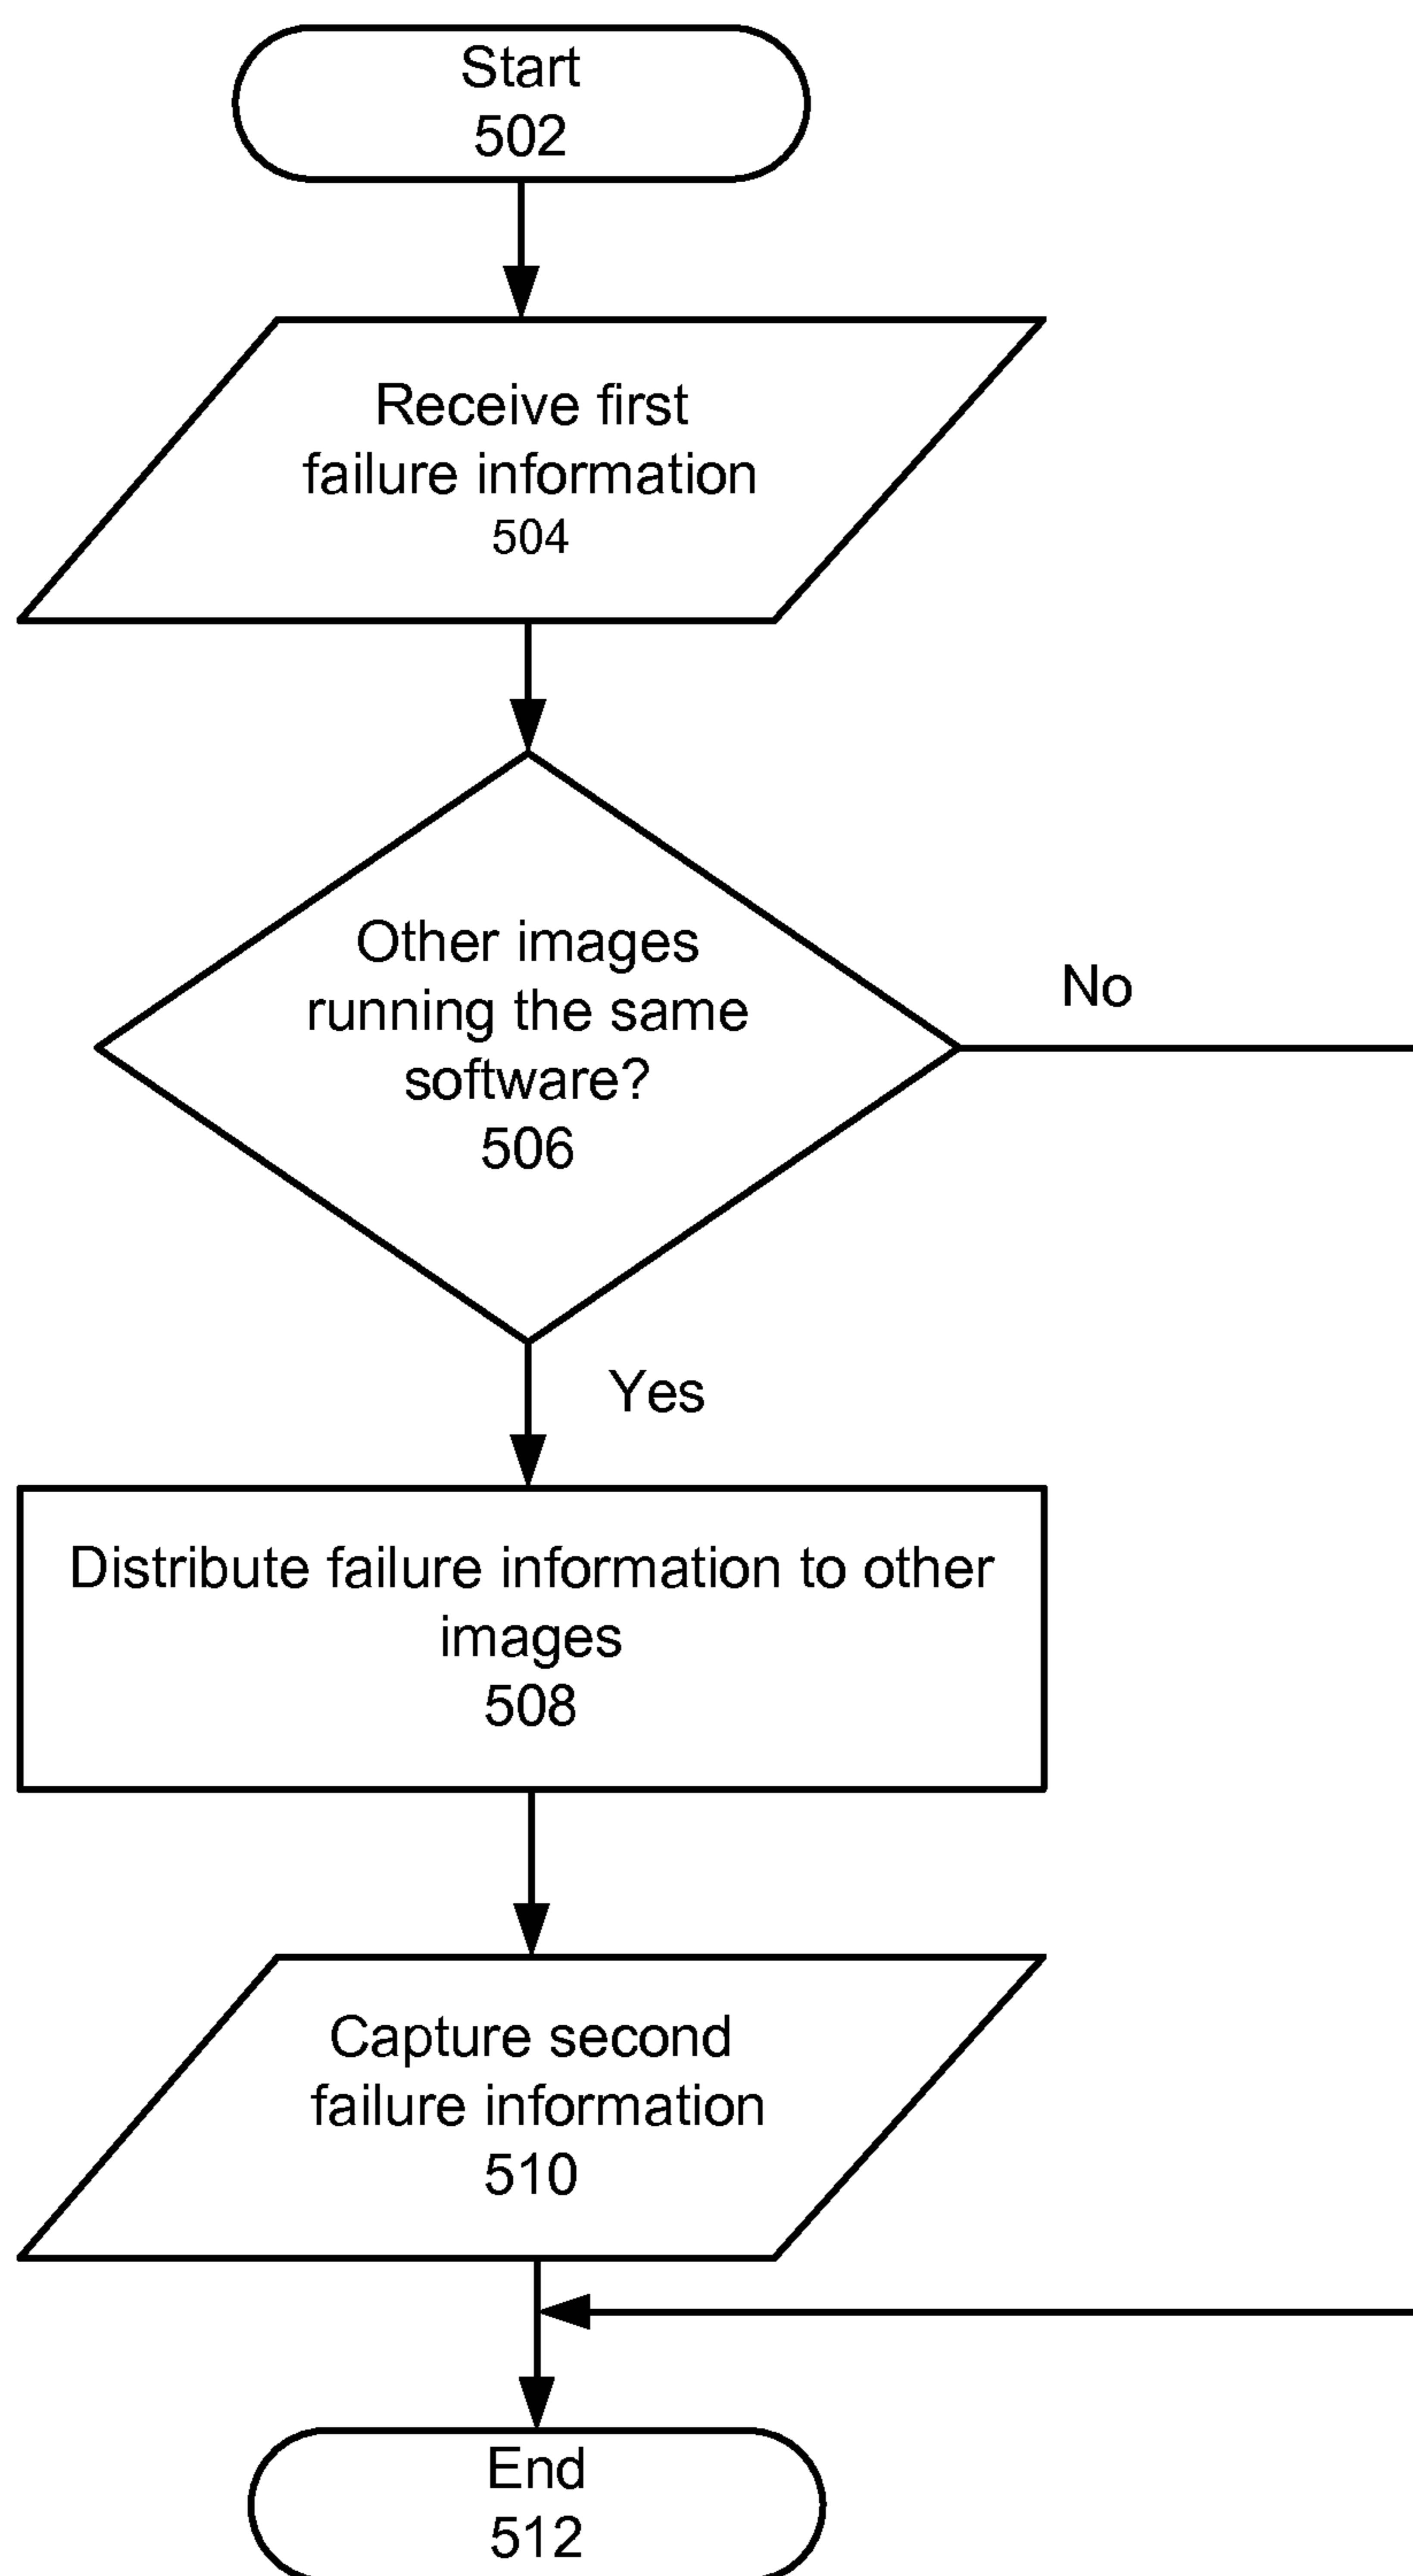 Start
502
Receive first
failure information
504
Other images
running the same
software?
506
No
Yes
Distribute failure information to other
images
508
Capture second
failure information
510
End
512